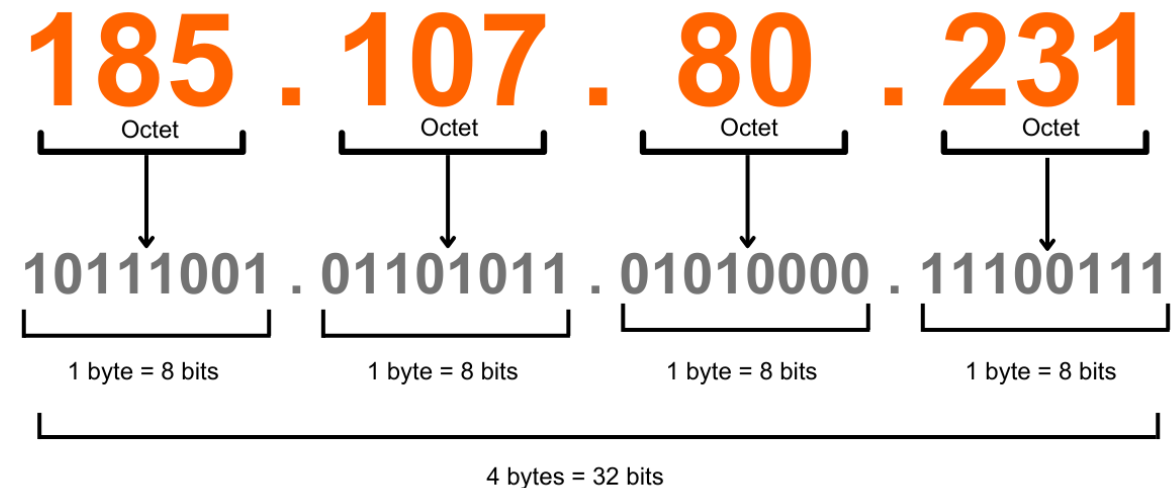 185 . 107 . 80 . 231
Octet Octet Octet Octet
10111001 . 01101011 . 01010000 . 11100111
1 byte = 8 bits 1 byte = 8 bits 1 byte = 8 bits 1 byte = 8 bits
4 bytes = 32 bits